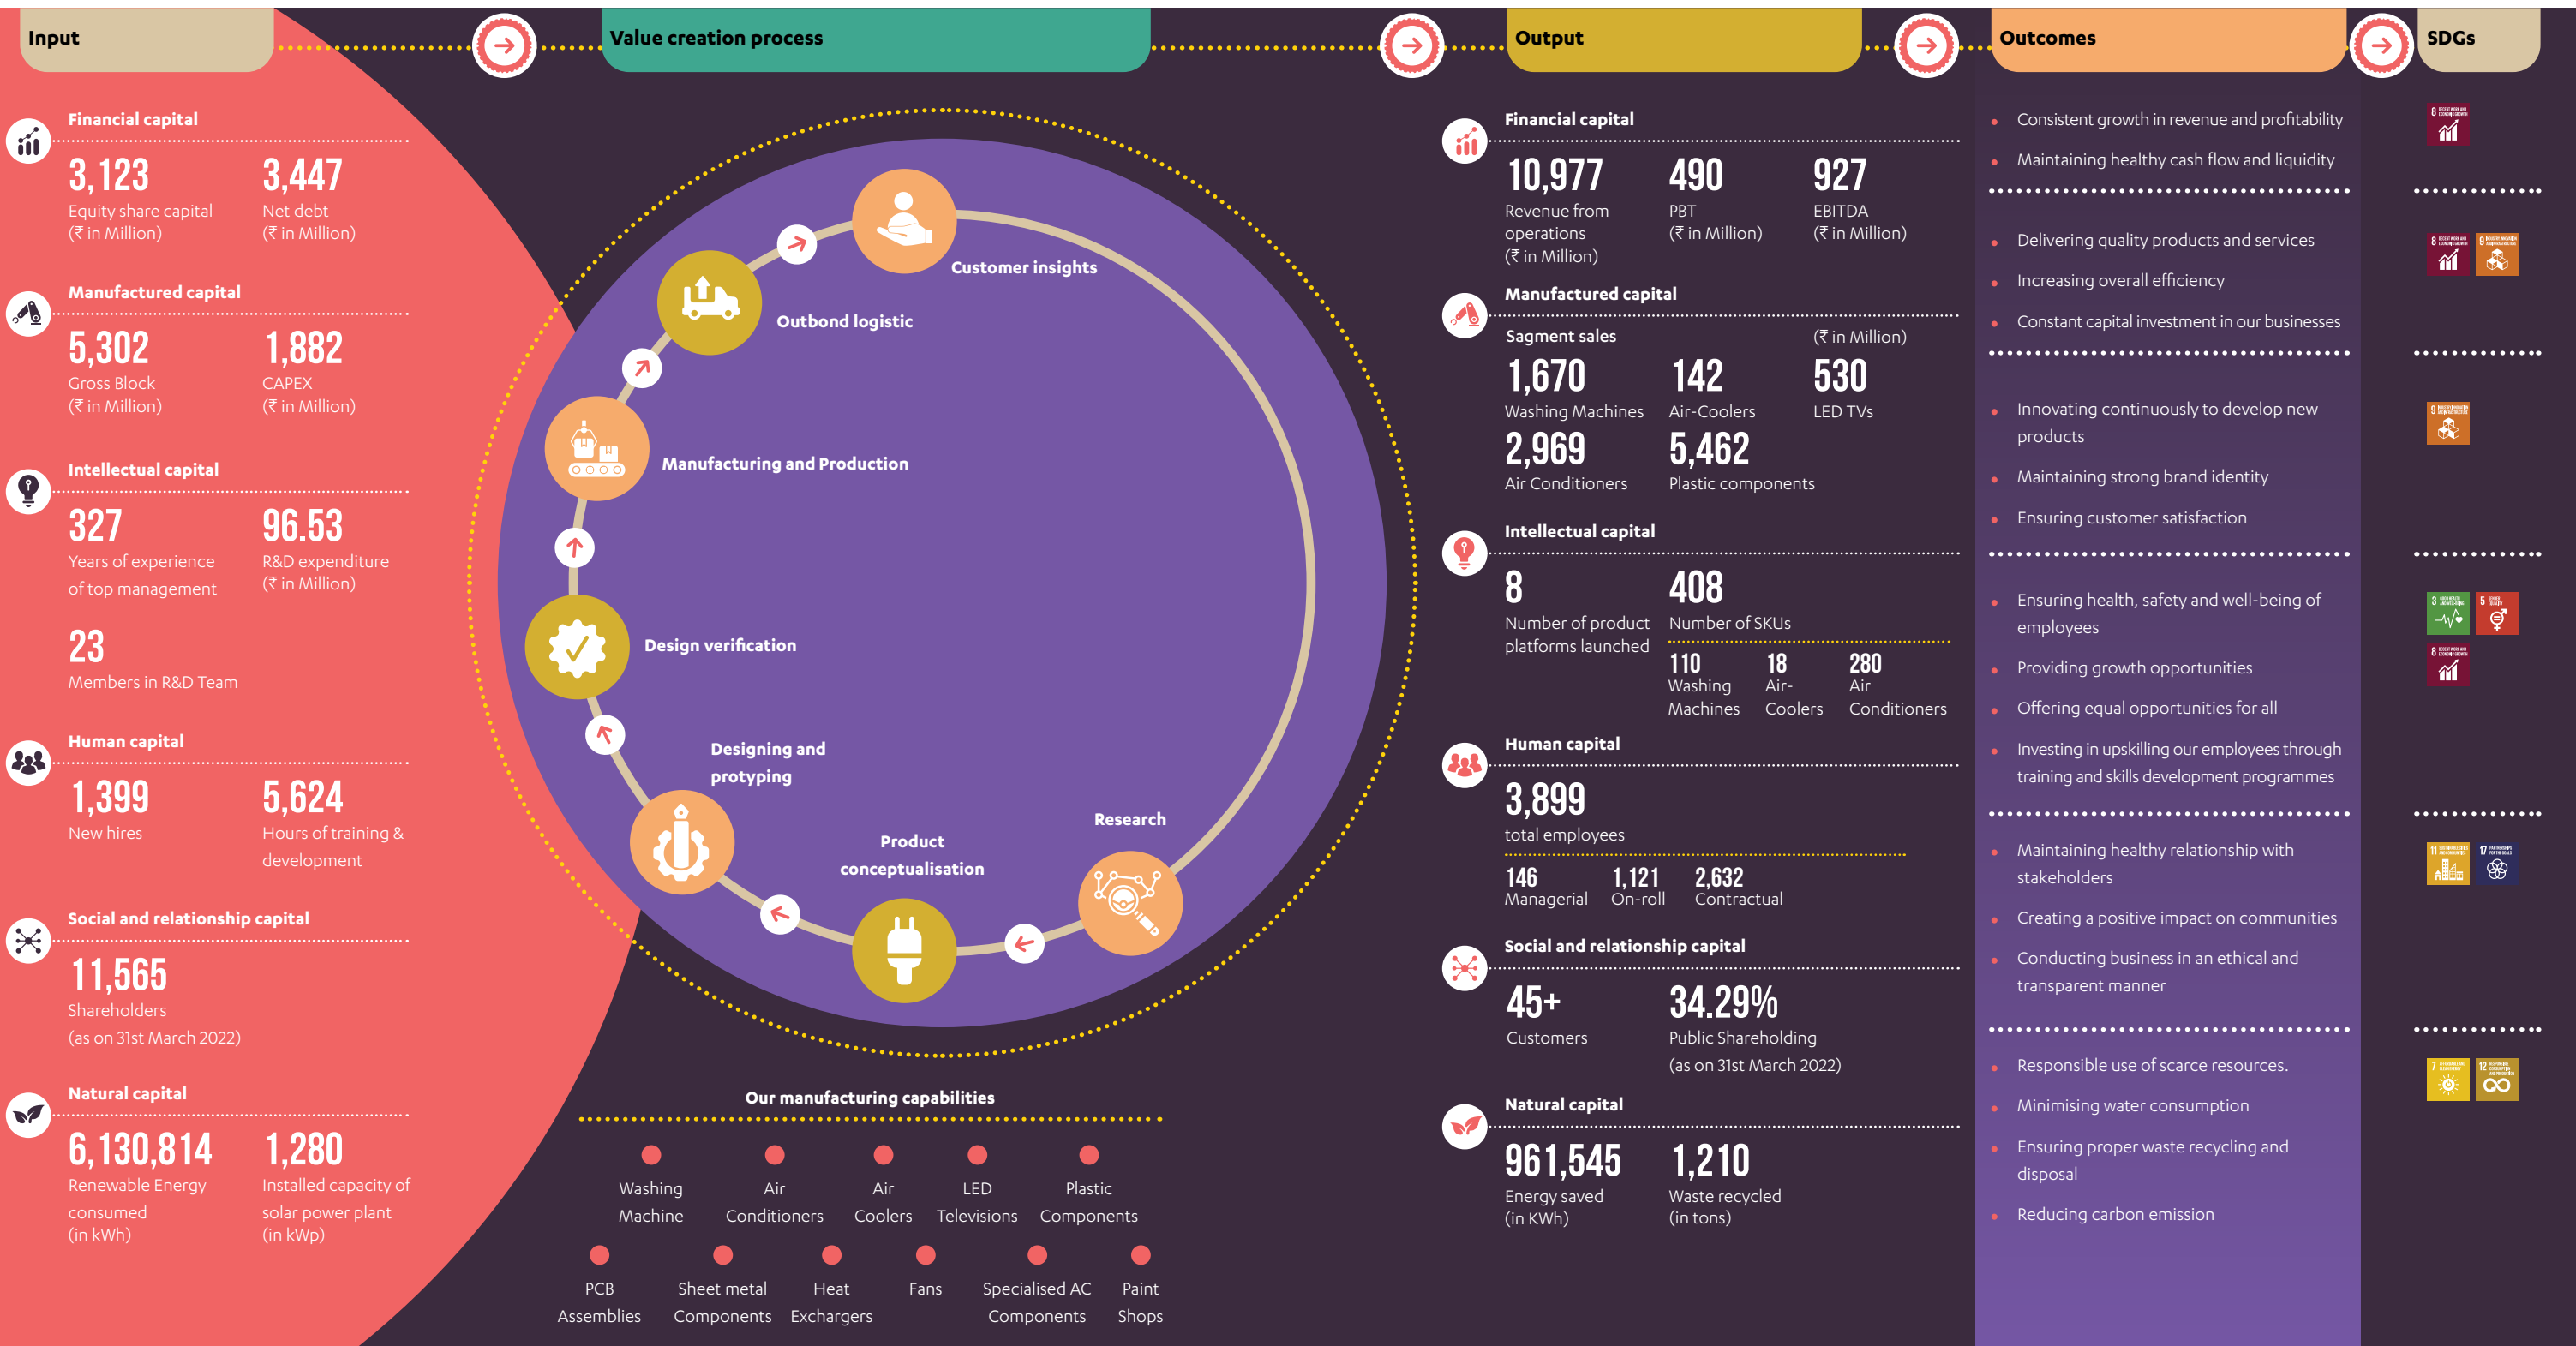 Input
Value creation process
Output
Outcomes
SDGs
Financial capital
3,123
Equity share capital
(₹ in Million)
3,447
Net debt
(₹ in Million)
Manufactured capital
5,302
Gross Block
(₹ in Million)
1,882
CAPEX
(₹ in Million)
Intellectual capital
327
Years of experience
of top management
96.53
R&D expenditure
(₹ in Million)
23
Members in R&D Team
Human capital
1,399
New hires
5,624
Hours of training &
development
Social and relationship capital
11,565
Shareholders
(as on 31st March 2022)
Natural capital
6,130,814
Renewable Energy
consumed
(in kWh)
1,280
Installed capacity of
solar power plant
(in kWp)
Customer insights
Outbond logistic
Manufacturing and Production
Design verification
Designing and
protyping
Product
conceptualisation
Research
Our manufacturing capabilities
Washing
Machine
Air
Conditioners
Air
Coolers
LED
Televisions
Plastic
Components
PCB
Assemblies
Sheet metal
Components
Heat
Exchargers
Fans
Specialised AC
Components
Paint
Shops
Financial capital
10,977
Revenue from
operations
(₹ in Million)
490
PBT
(₹ in Million)
927
EBITDA
(₹ in Million)
Manufactured capital
Sagment sales
(₹ in Million)
1,670
Washing Machines
142
Air-Coolers
530
LED TVs
2,969
Air Conditioners
5,462
Plastic components
Intellectual capital
8
Number of product
platforms launched
408
Number of SKUs
110
Washing
Machines
18
Air-
Coolers
280
Air
Conditioners
Human capital
3,899
total employees
146
Managerial
1,121
On-roll
2,632
Contractual
Social and relationship capital
45+
Customers
34.29%
Public Shareholding
(as on 31st March 2022)
Natural capital
961,545
Energy saved
(in KWh)
1,210
Waste recycled
(in tons)
Consistent growth in revenue and profitability
Maintaining healthy cash flow and liquidity
Delivering quality products and services
Increasing overall efficiency
Constant capital investment in our businesses
Innovating continuously to develop new
products
Maintaining strong brand identity
Ensuring customer satisfaction
Ensuring health, safety and well-being of
employees
Providing growth opportunities
Offering equal opportunities for all
Investing in upskilling our employees through
training and skills development programmes
Maintaining healthy relationship with
stakeholders
Creating a positive impact on communities
Conducting business in an ethical and
transparent manner
Responsible use of scarce resources.
Minimising water consumption
Ensuring proper waste recycling and
disposal
Reducing carbon emission
8
8
9
9
3
5
8
11
17
7
12